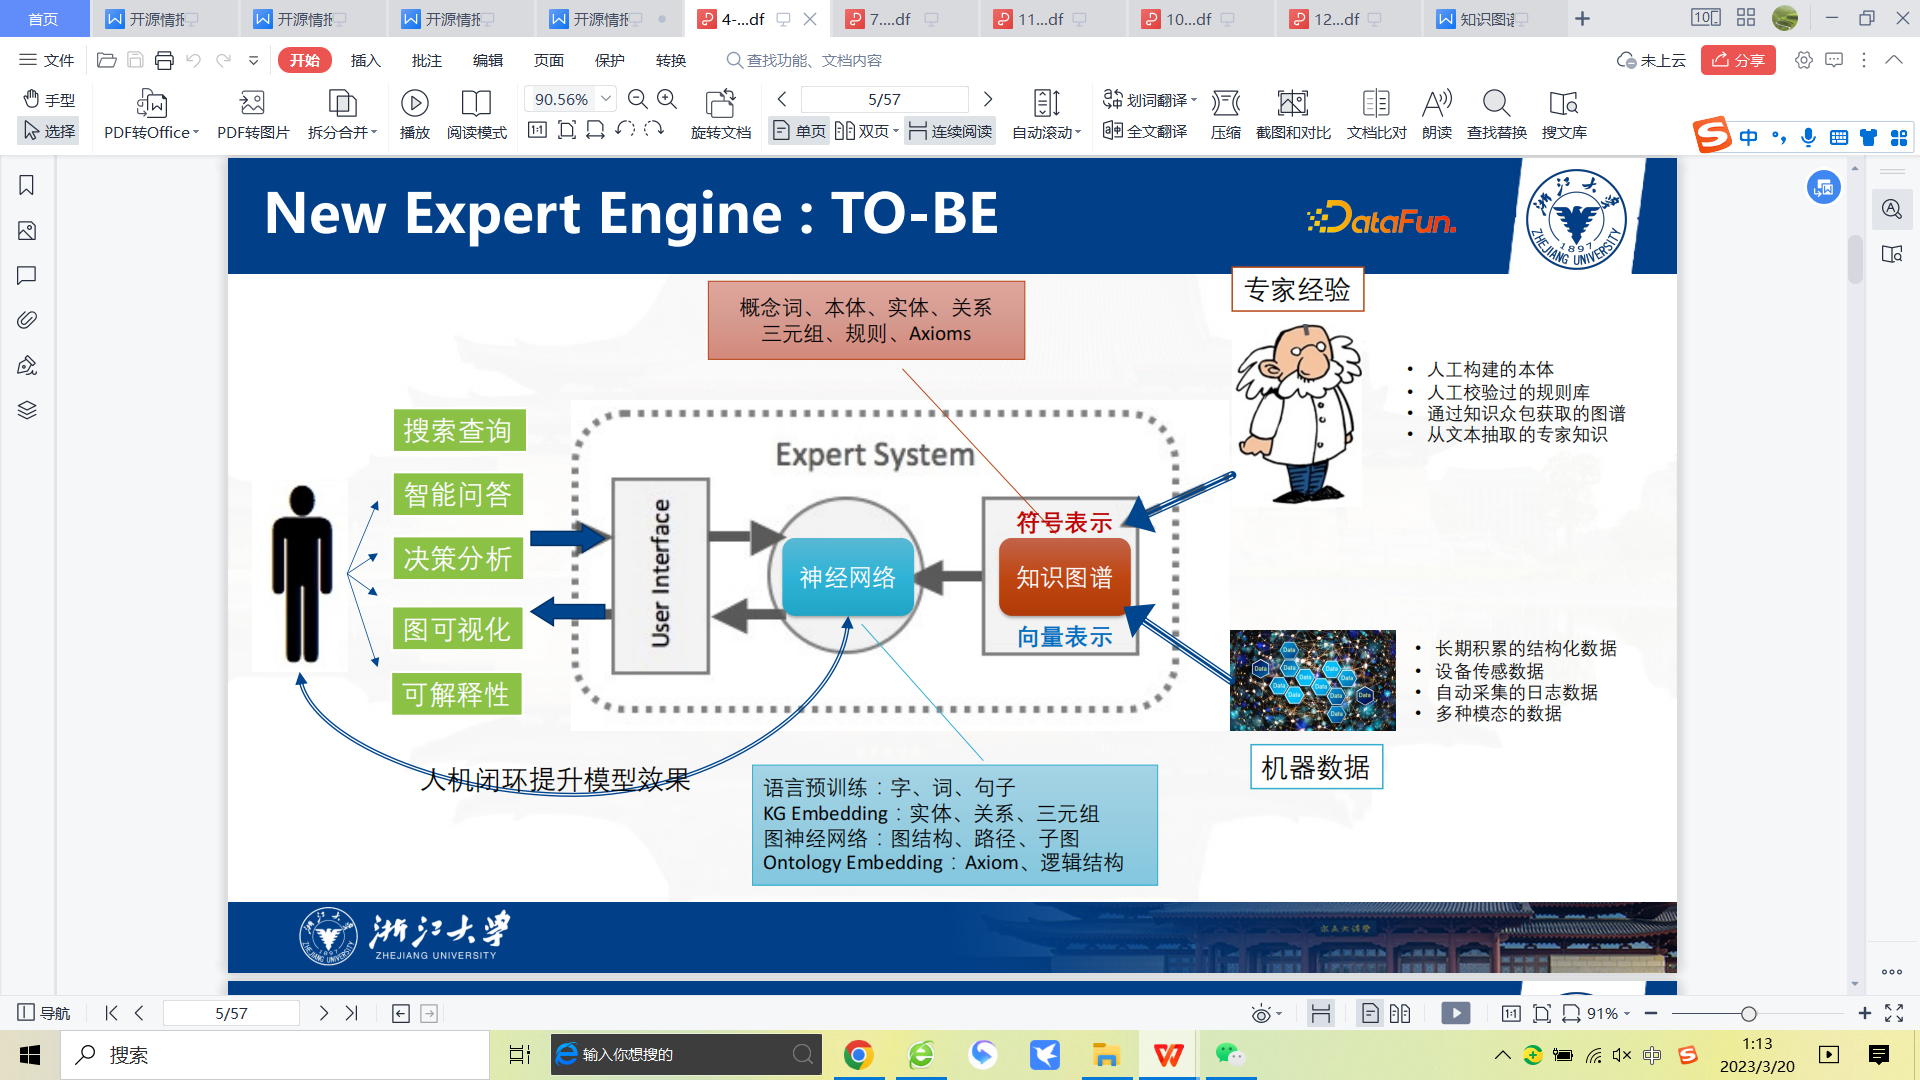 首页
开源情报
开源情报
开源情报
开源情报
4-...df
7....df
11...df
10...df
12...df
知识图谱
文件
开始
插入
批注
编辑
页面
保护
转换
查找功能、文档内容
未上云
分享
手型
选择
PDF转Office
PDF转图片
拆分合并
播放
阅读模式
90.56%
旋转文档
5/57
单页
双页
连续阅读
自动滚动
划词翻译
全文翻译
压缩
截图和对比
文档比对
朗读
查找替换
搜文库
中
New Expert Engine : TO-BE
DataFun.
浙江大学
1897
ZHEJIANG UNIVERSITY
概念词、本体、实体、关系
三元组、规则、Axioms
专家经验
• 人工构建的本体
• 人工校验过的规则库
• 通过知识众包获取的图谱
• 从文本抽取的专家知识
搜索查询
智能问答
决策分析
图可视化
可解释性
Expert System
User Interface
神经网络
符号表示
知识图谱
向量表示
Data
• 长期积累的结构化数据
• 设备传感数据
• 自动采集的日志数据
• 多种模态的数据
机器数据
人机闭环提升模型效果
语言预训练：字、词、句子
KG Embedding：实体、关系、三元组
图神经网络：图结构、路径、子图
Ontology Embedding：Axiom、逻辑结构
浙江大学
ZHEJIANG UNIVERSITY
导航
5/57
91%
搜索
输入你想搜的
中
1:13
2023/3/20